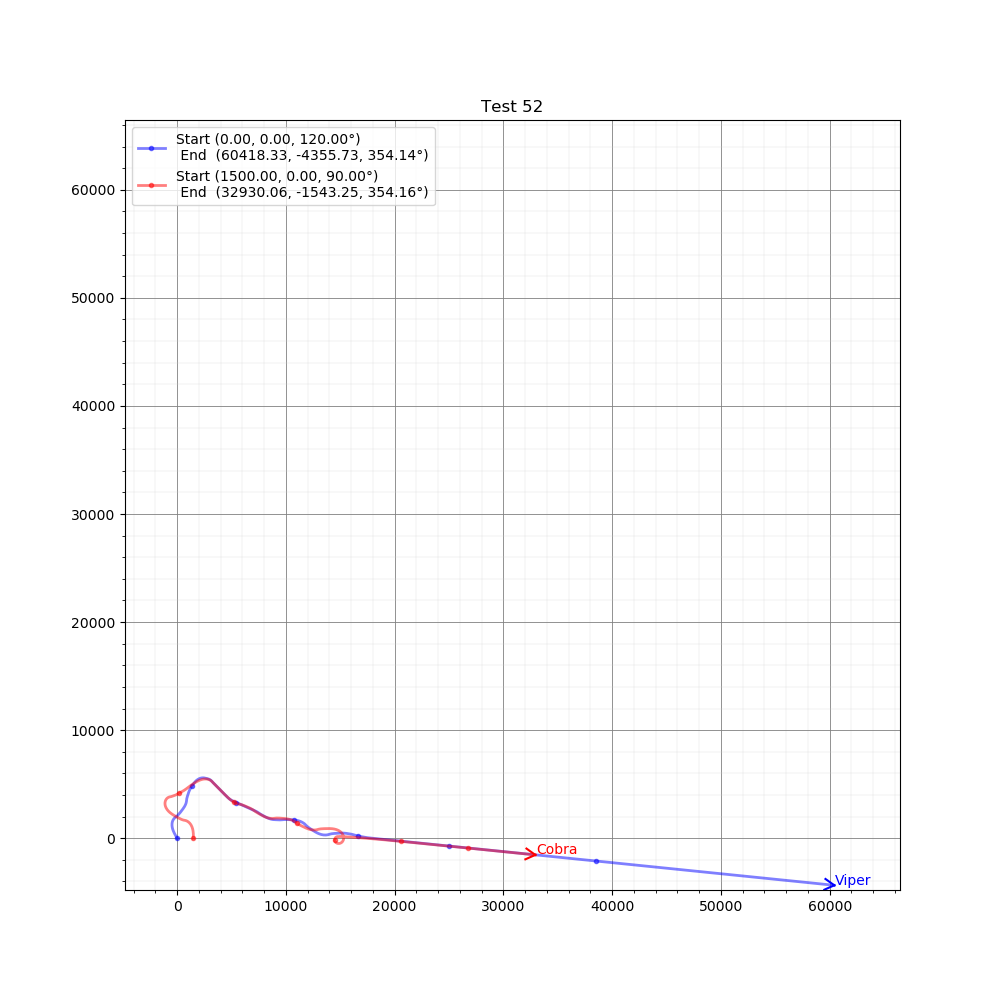 Test 52
Start (0.00, 0.00, 120.00°)
End (60418.33, -4355.73, 354.14°)
Start (1500.00, 0.00, 90.00°)
End (32930.06, -1543.25, 354.16°)
60000
50000
40000
30000
20000
10000
0
Cobra
Viper
0 10000 20000 30000 40000 50000 60000